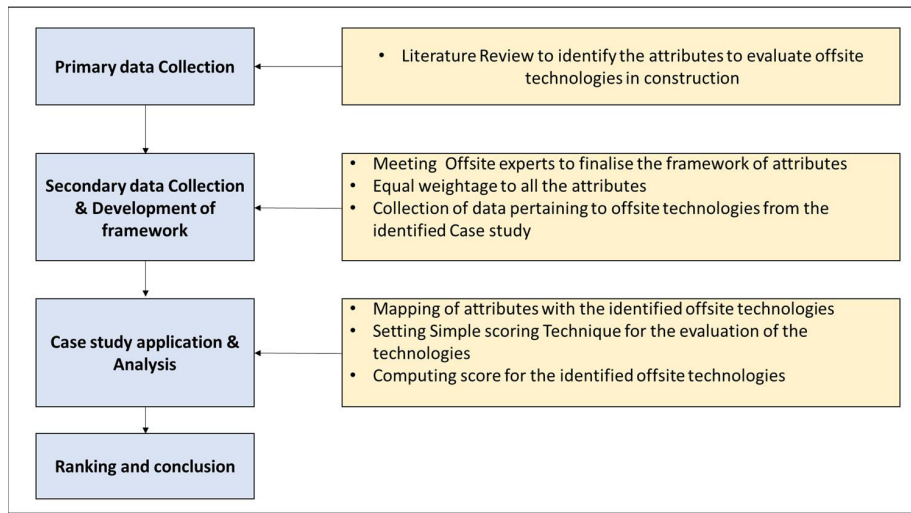 Primary data Collection
• Literature Review to identify the attributes to evaluate offsite
technologies in construction
Secondary data Collection
& Development of
framework
• Meeting Offsite experts to finalise the framework of attributes
• Equal weightage to all the attributes
• Collection of data pertaining to offsite technologies from the
identified Case study
Case study application &
Analysis
• Mapping of attributes with the identified offsite technologies
• Setting Simple scoring Technique for the evaluation of the
technologies
• Computing score for the identified offsite technologies
Ranking and conclusion